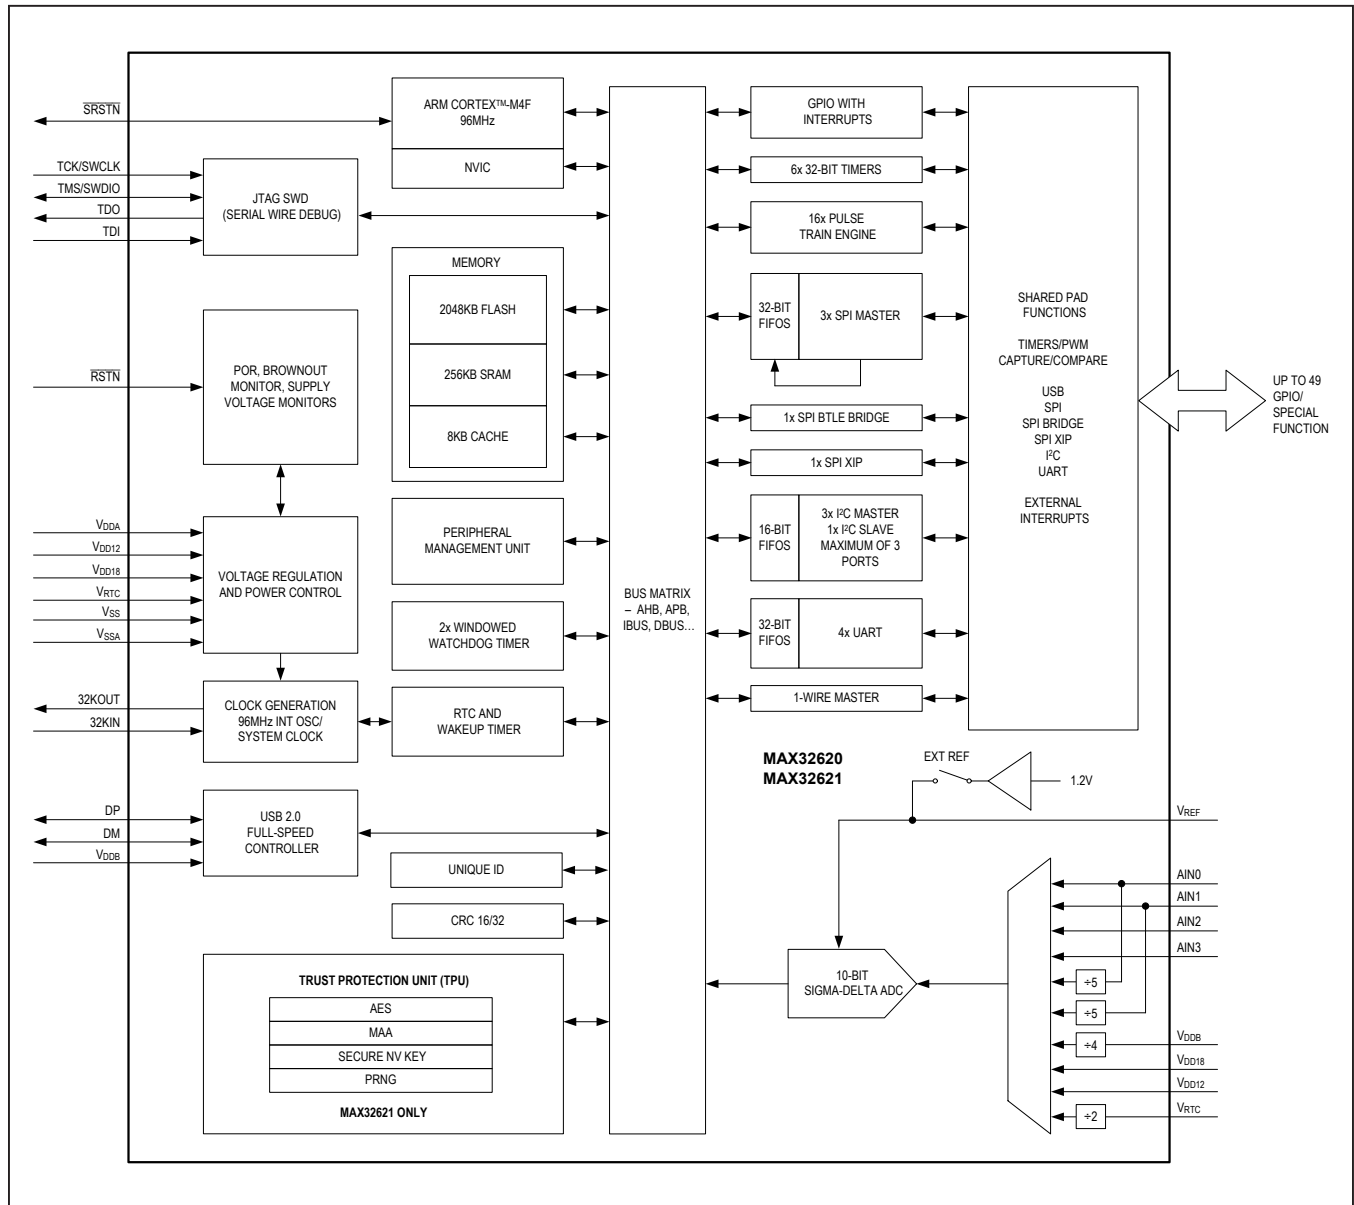 SRSTN
TCK/SWCLK
TMS/SWDIO
TDO
TDI
RSTN
VDDA
VDD12
VDD18
VRTC
VSS
VSSA
32KOUT
32KIN
DP
DM
VDDB
JTAG SWD
(SERIAL WIRE DEBUG)
POR, BROWNOUT
MONITOR, SUPPLY
VOLTAGE MONITORS
VOLTAGE REGULATION
AND POWER CONTROL
CLOCK GENERATION
96MHz INT OSC/
SYSTEM CLOCK
USB 2.0
FULL-SPEED
CONTROLLER
ARM CORTEX™-M4F
96MHz
NVIC
MEMORY
2048KB FLASH
256KB SRAM
8KB CACHE
PERIPHERAL
MANAGEMENT UNIT
2x WINDOWED
WATCHDOG TIMER
RTC AND
WAKEUP TIMER
UNIQUE ID
CRC 16/32
TRUST PROTECTION UNIT (TPU)
AES
MAA
SECURE NV KEY
PRNG
MAX32621 ONLY
BUS MATRIX
– AHB, APB,
IBUS, DBUS…
GPIO WITH
INTERRUPTS
6x 32-BIT TIMERS
16x PULSE
TRAIN ENGINE
32-BIT
FIFOS
3x SPI MASTER
1x SPI BTLE BRIDGE
1x SPI XIP
16-BIT
FIFOS
3x I²C MASTER
1x I²C SLAVE
MAXIMUM OF 3
PORTS
32-BIT
FIFOS
4x UART
1-WIRE MASTER
SHARED PAD
FUNCTIONS
TIMERS/PWM
CAPTURE/COMPARE
USB
SPI
SPI BRIDGE
SPI XIP
I²C
UART
EXTERNAL
INTERRUPTS
UP TO 49
GPIO/
SPECIAL
FUNCTION
MAX32620
MAX32621
EXT REF
1.2V
VREF
10-BIT
SIGMA-DELTA ADC
AIN0
AIN1
AIN2
AIN3
÷5
÷5
÷4
VDDB
VDD18
VDD12
÷2
VRTC